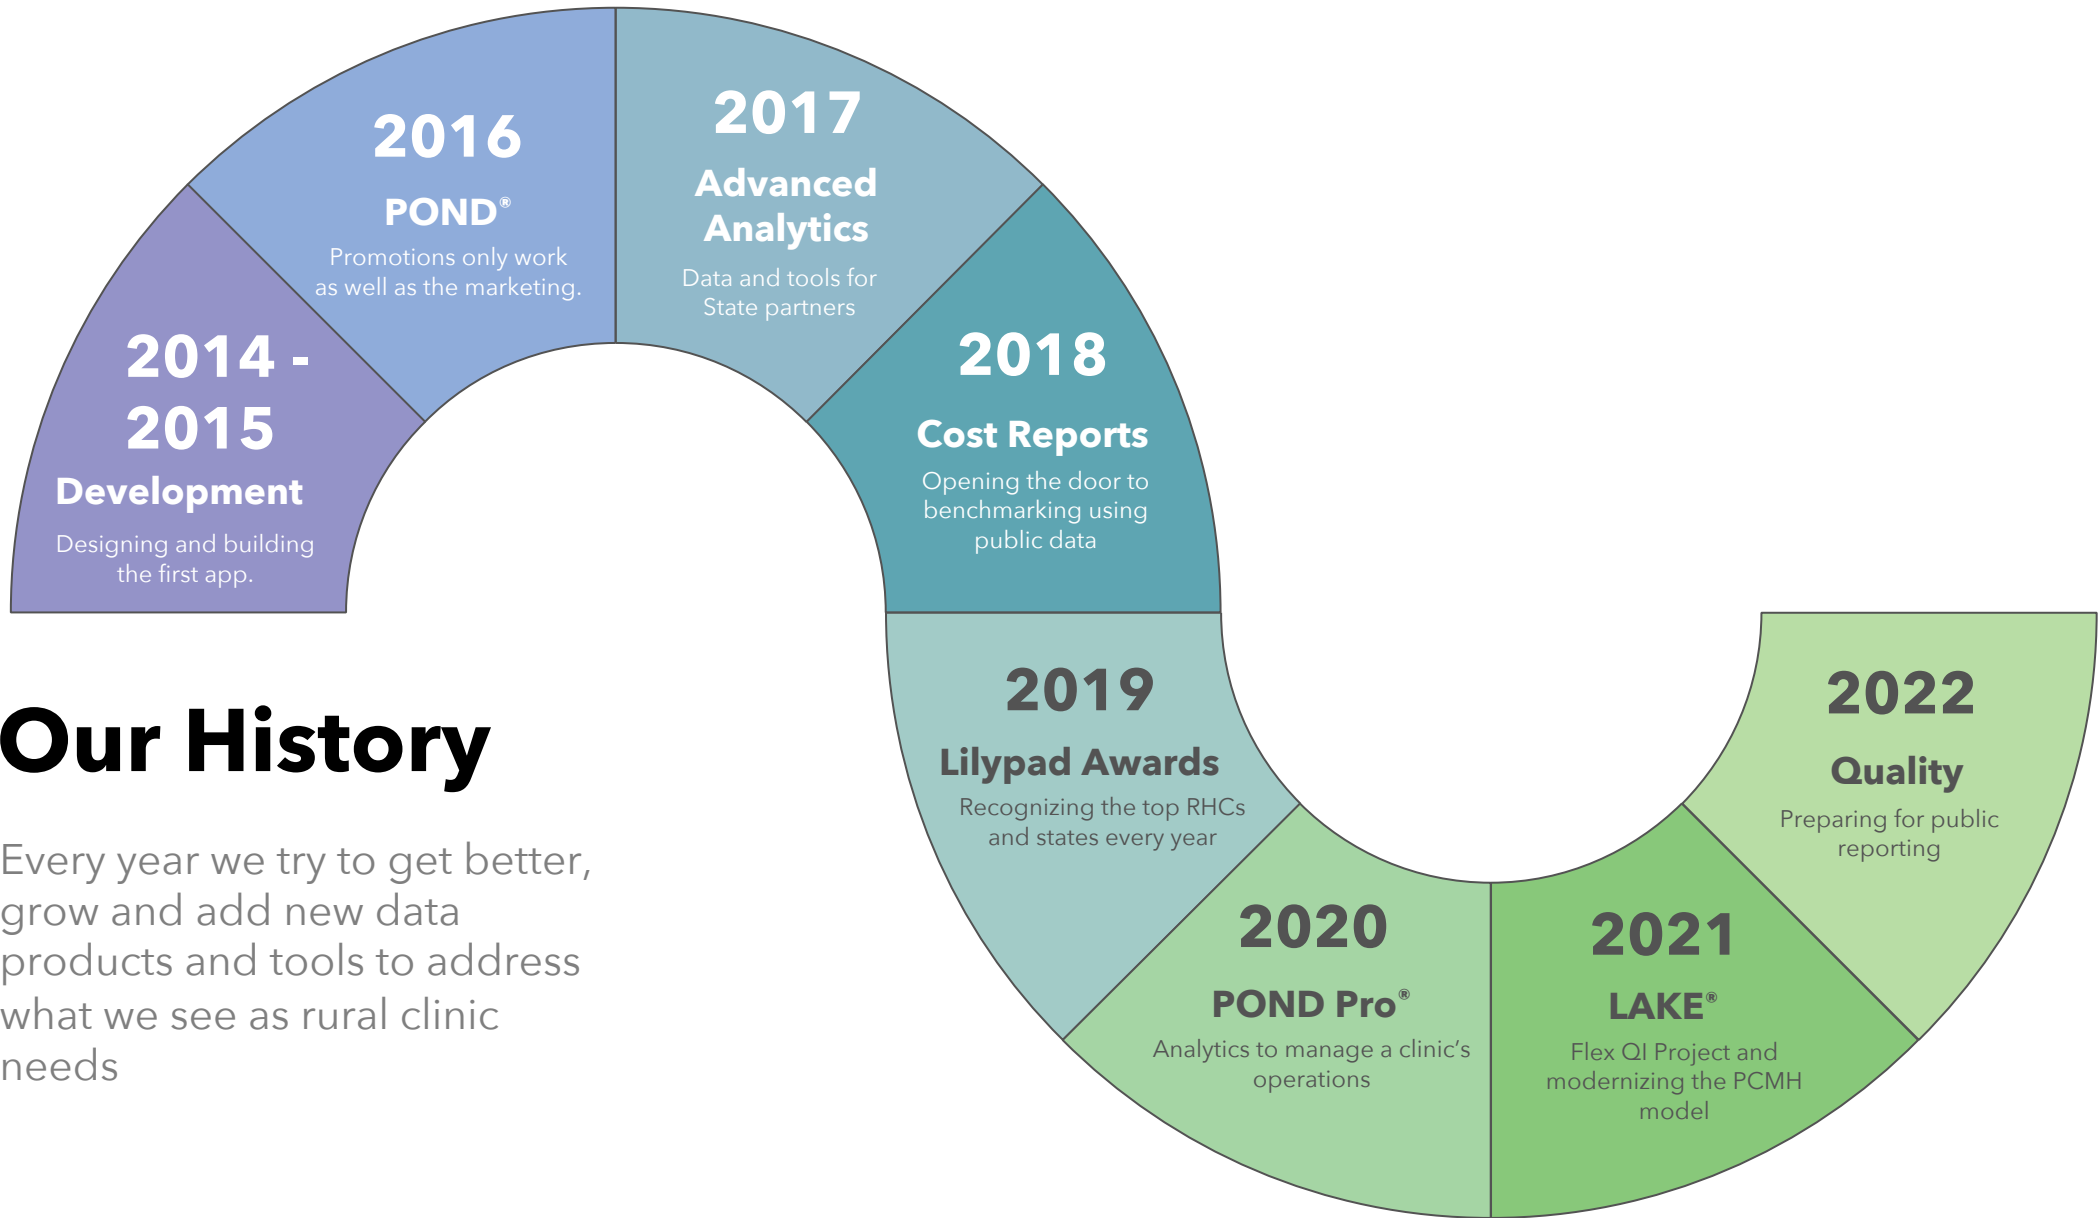 2014 -
2015
Development
Designing and building
the first app.
2016
POND®
Promotions only work
as well as the marketing.
2017
Advanced
Analytics
Data and tools for
State partners
2018
Cost Reports
Opening the door to
benchmarking using
public data
2019
Lilypad Awards
Recognizing the top RHCs
and states every year
2020
POND Pro®
Analytics to manage a clinic’s
operations
2021
LAKE®
Flex QI Project and
modernizing the PCMH
model
2022
Quality
Preparing for public
reporting
Our History
Every year we try to get better,
grow and add new data
products and tools to address
what we see as rural clinic
needs